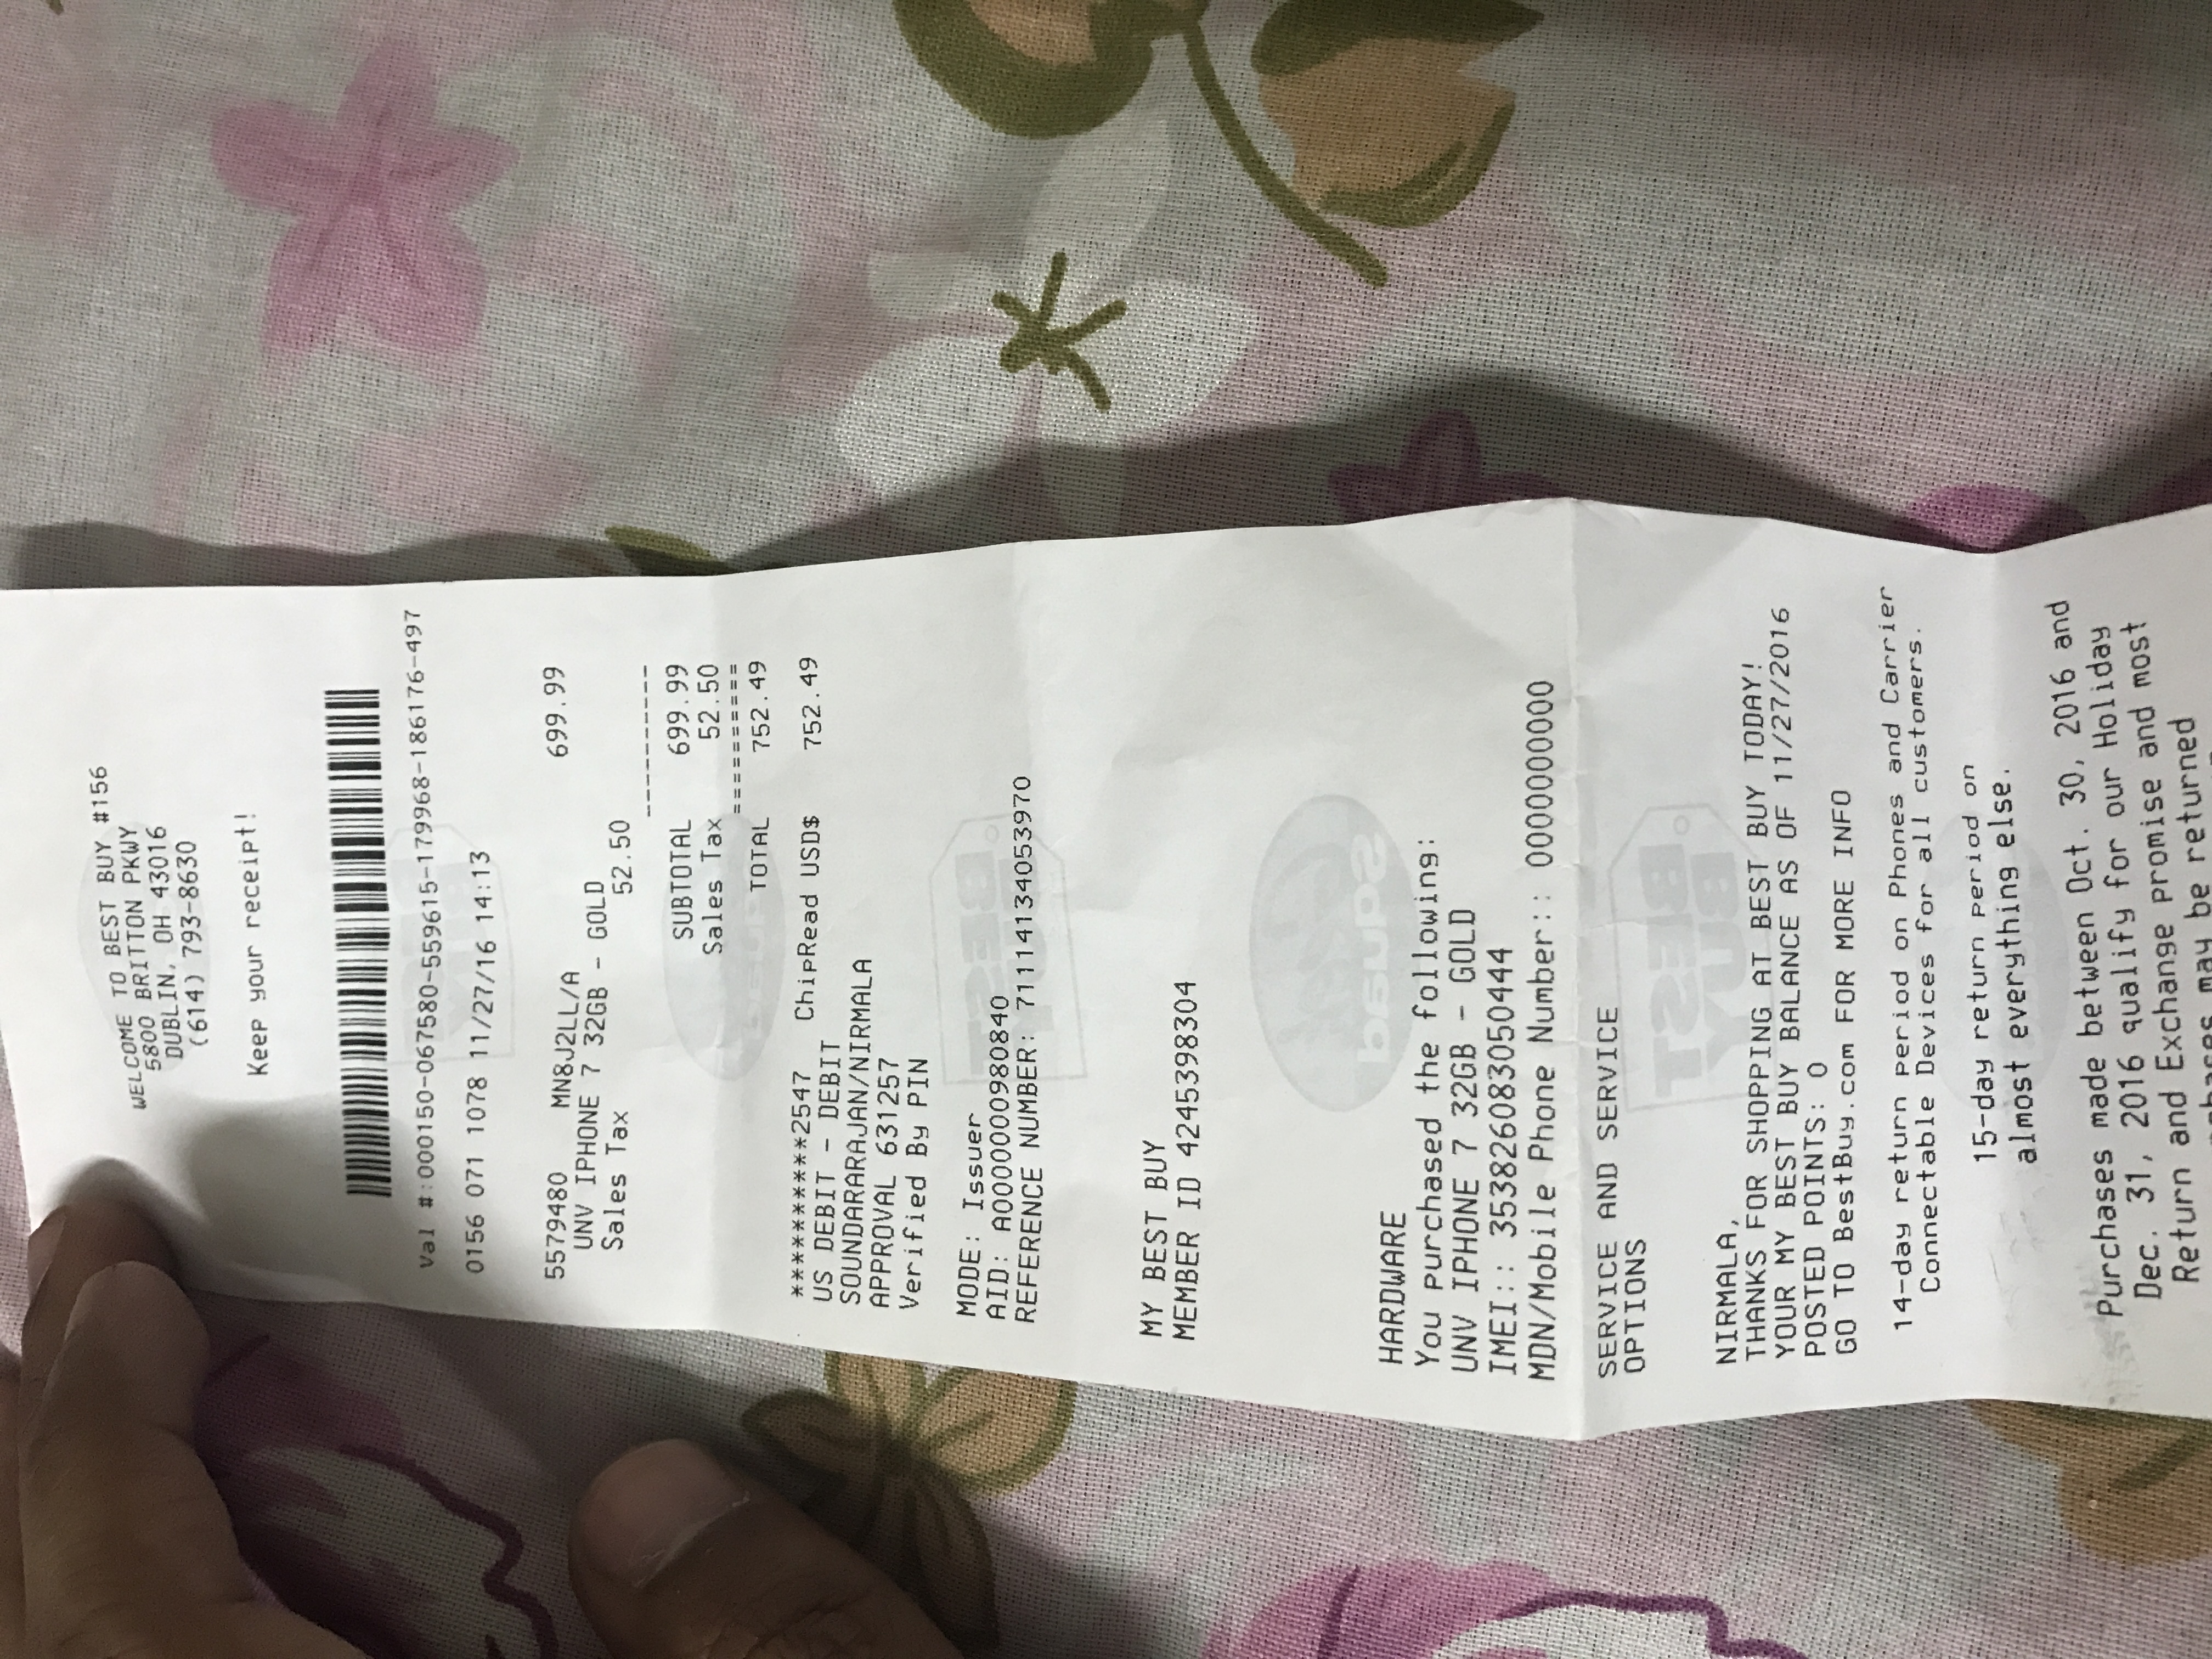 WELCOME TO BEST BUY #156
5800 BRITTON PKWY
DUBLIN, OH 43016
(614) 793-8630
Keep your receipt!
Val #:000150-067580-559615-179968-186176-497
0156 071 1078 11/27/16 14:13
5579480 MN8J2LL/A 699.99
UNV IPHONE 7 32GB - GOLD
Sales Tax 52.50
----------
SUBTOTAL 699.99
Sales Tax 52.50
==========
TOTAL 752.49
**********2547 ChipRead USD$ 752.49
US DEBIT - DEBIT
SOUNDARARAJAN/NIRMALA
APPROVAL 631257
Verified By PIN
MODE: Issuer
AID: A0000000980840
REFERENCE NUMBER: 71114134053970
MY BEST BUY
MEMBER ID 4245398304
HARDWARE
You purchased the following:
UNV IPHONE 7 32GB - GOLD
IMEI:: 353826083050444
MDN/Mobile Phone Number:: 0000000000
SERVICE AND SERVICE
OPTIONS
NIRMALA,
THANKS FOR SHOPPING AT BEST BUY TODAY!
YOUR MY BEST BUY BALANCE AS OF 11/27/2016
POSTED POINTS: 0
GO TO BestBuy.com FOR MORE INFO
14-day return period on Phones and Carrier
Connectable Devices for all customers.
15-day return period on
almost everything else.
Purchases made between Oct. 30, 2016 and
Dec. 31, 2016 qualify for our Holiday
Return and Exchange promise and most
may be returned